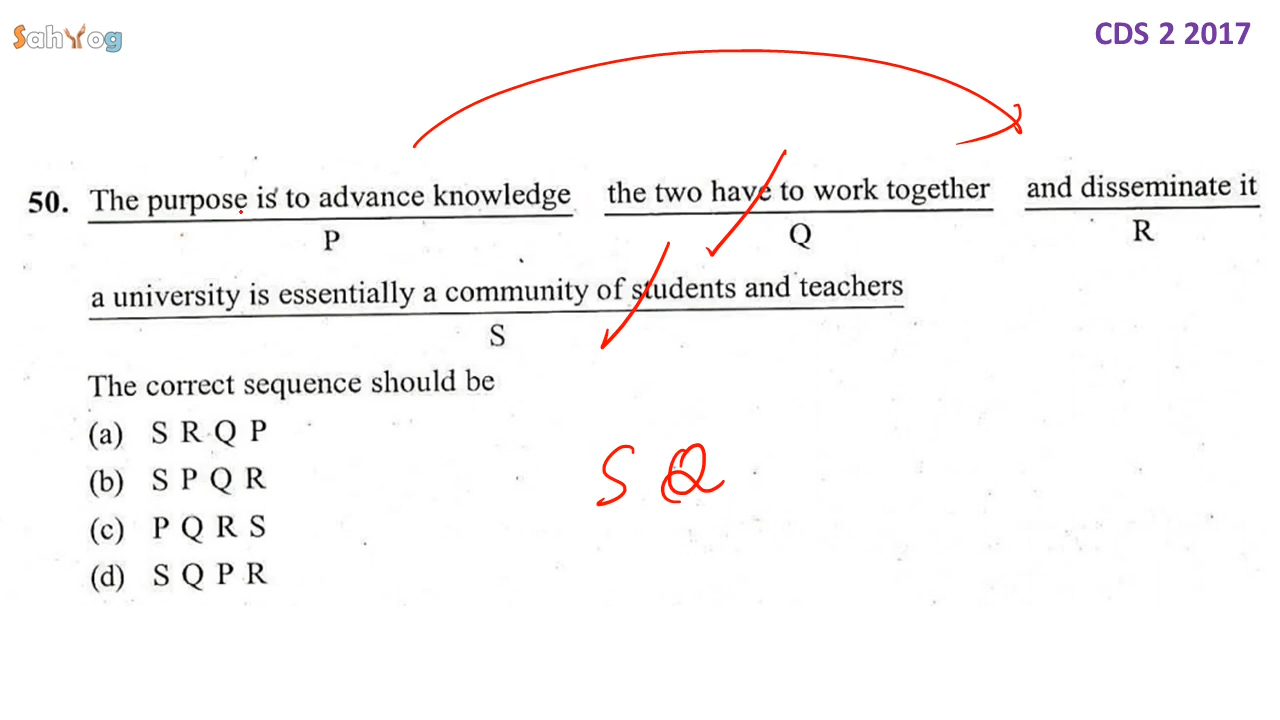 SahYog
CDS 2 2017
50. The purpose is to advance knowledge the two have to work together and disseminate it
P Q R
a university is essentially a community of students and teachers
S
The correct sequence should be
(a) S R Q P
(b) S P Q R
(c) P Q R S
(d) S Q P R
S Q